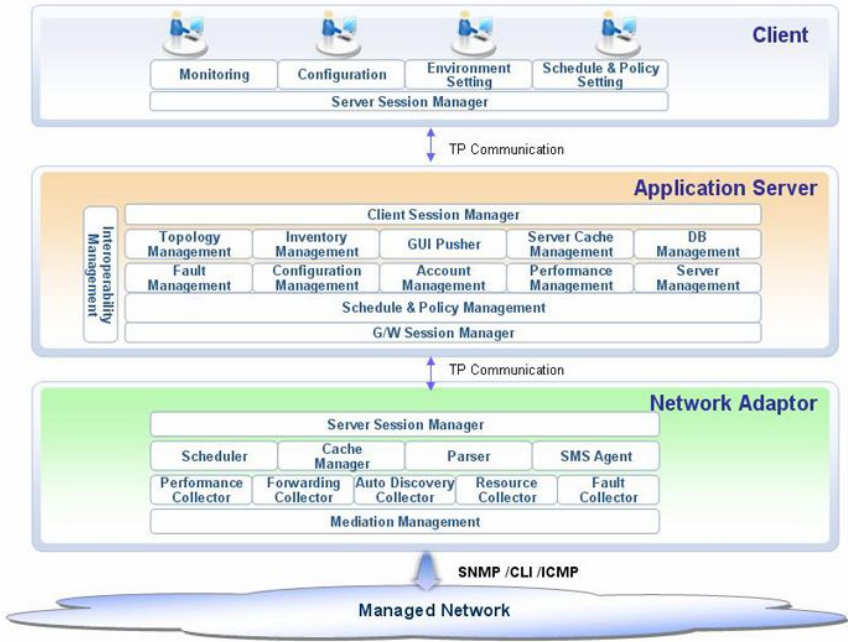 Client
Monitoring
Configuration
Environment
Setting
Schedule & Policy
Setting
Server Session Manager
TP Communication
Application Server
Interoperability
Management
Client Session Manager
Topology
Management
Inventory
Management
GUI Pusher
Server Cache
Management
DB
Management
Fault
Management
Configuration
Management
Account
Management
Performance
Management
Server
Management
Schedule & Policy Management
G/W Session Manager
TP Communication
Network Adaptor
Server Session Manager
Scheduler
Cache
Manager
Parser
SMS Agent
Performance
Collector
Forwarding
Collector
Auto Discovery
Collector
Resource
Collector
Fault
Collector
Mediation Management
SNMP /CLI /ICMP
Managed Network